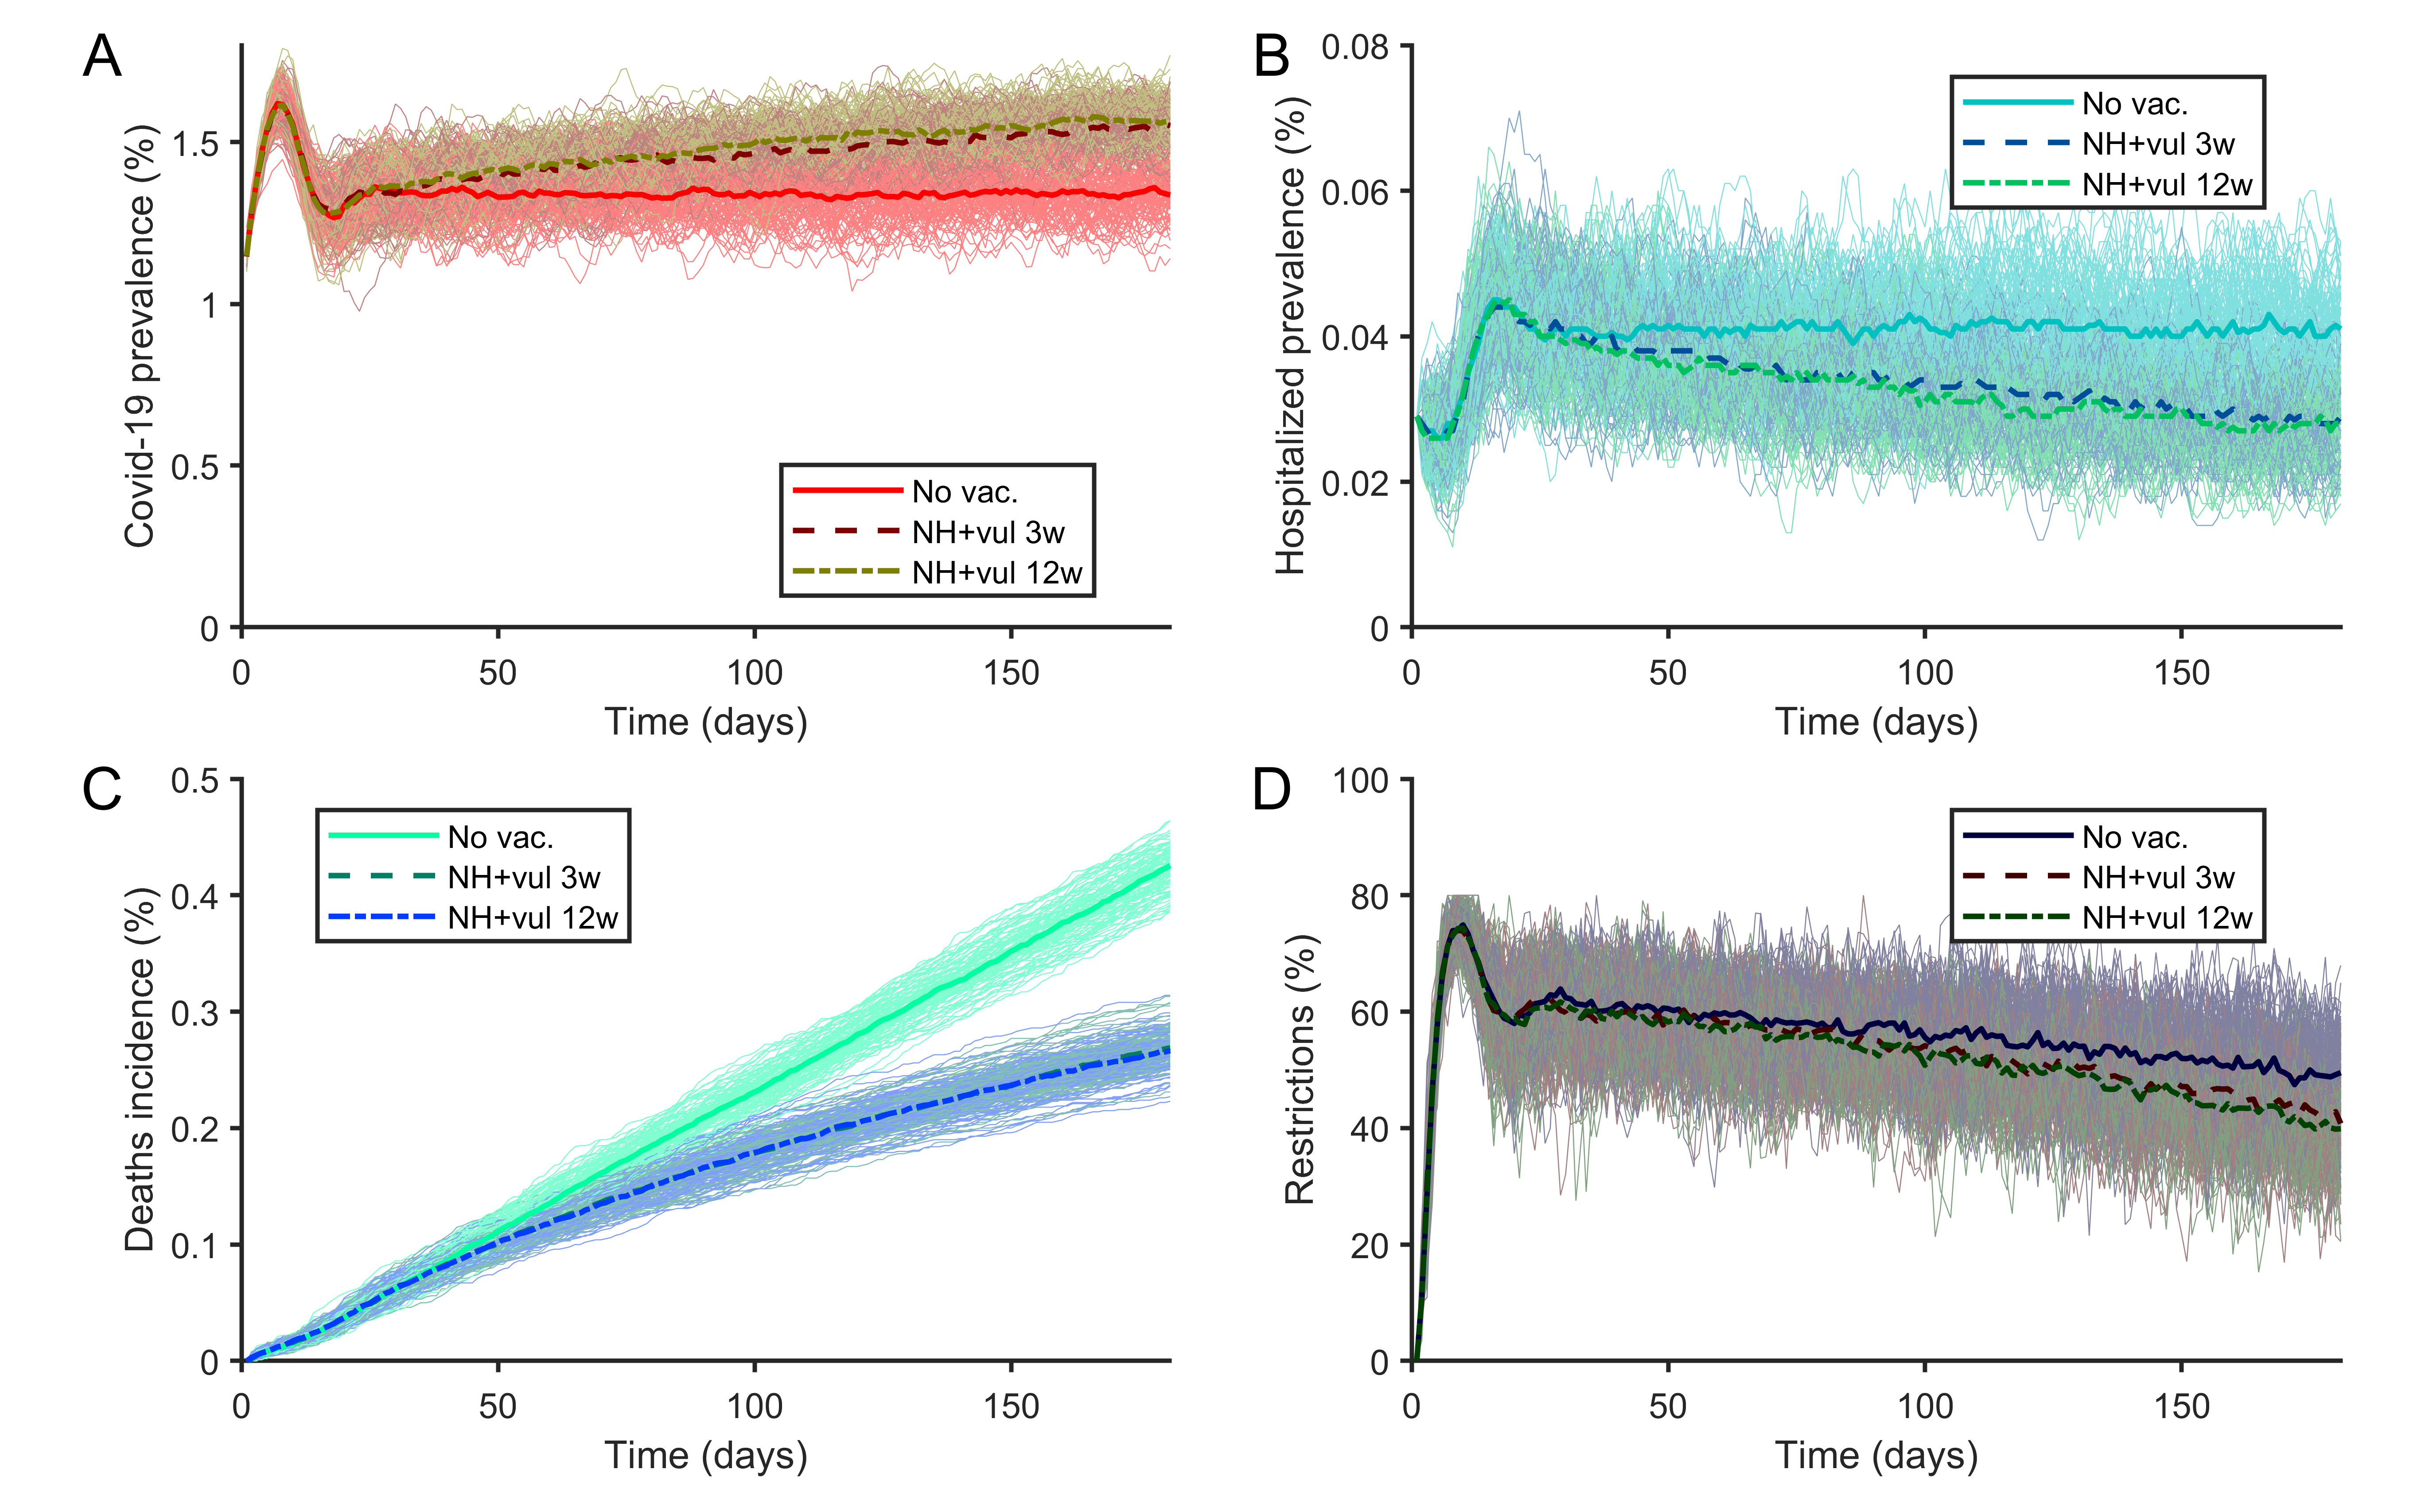 A
Covid-19 prevalence (%)
1.5
1
0.5
0
0 50 100 150
Time (days)
No vac.
NH+vul 3w
NH+vul 12w
B
Hospitalized prevalence (%)
0.08
0.06
0.04
0.02
0
0 50 100 150
Time (days)
No vac.
NH+vul 3w
NH+vul 12w
C
Deaths incidence (%)
0.5
0.4
0.3
0.2
0.1
0
0 50 100 150
Time (days)
No vac.
NH+vul 3w
NH+vul 12w
D
Restrictions (%)
100
80
60
40
20
0
0 50 100 150
Time (days)
No vac.
NH+vul 3w
NH+vul 12w